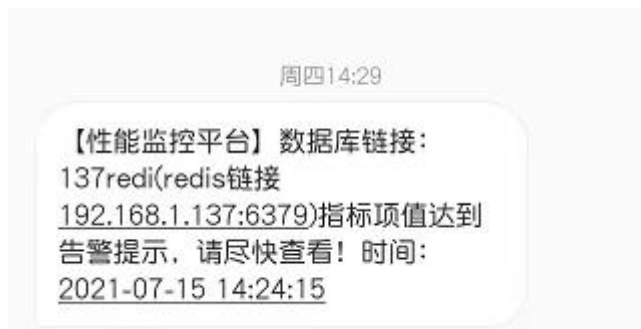 周四14:29
【性能监控平台】数据库链接：
137redi(redis链接
192.168.1.137:6379)指标项值达到
告警提示，请尽快查看！时间：
2021-07-15 14:24:15